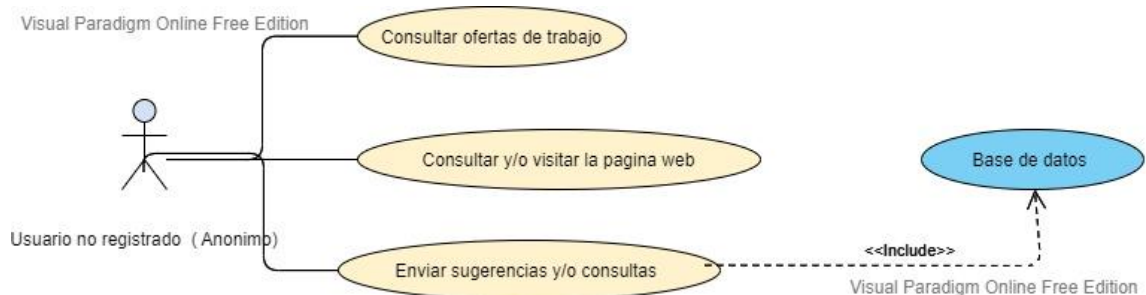 Visual Paradigm Online Free Edition
Consultar ofertas de trabajo
Consultar y/o visitar la pagina web
Base de datos
Usuario no registrado ( Anonimo)
<<Include>>
Enviar sugerencias y/o consultas
Visual Paradigm Online Free Edition